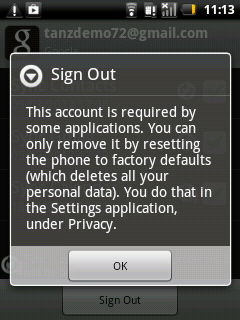 11:13
tanzdemo72@gmail.com
Google
Sign Out
This account is required by
some applications. You can
only remove it by resetting
the phone to factory defaults
(which deletes all your
personal data). You do that in
the Settings application,
under Privacy.
OK
Sign Out